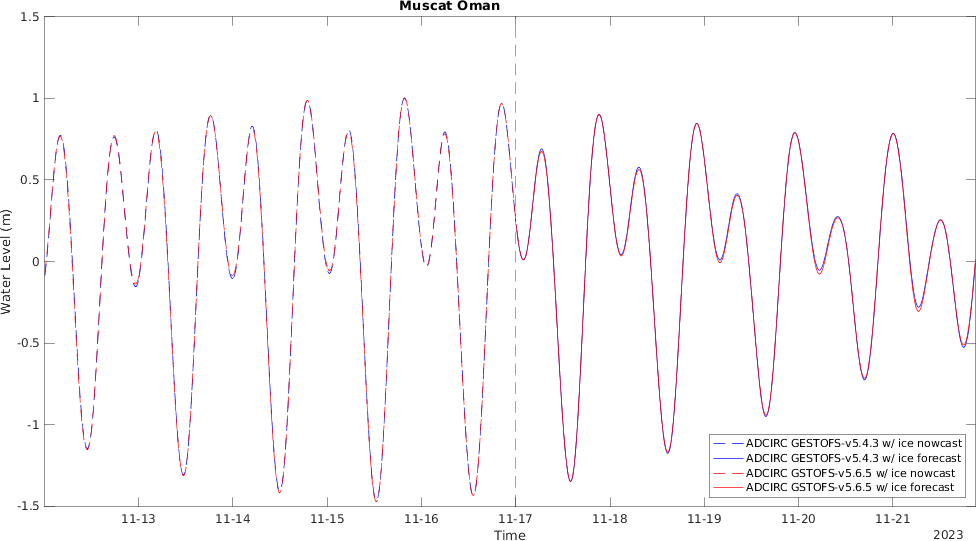 Muscat Oman
1.5
1
0.5
0
-0.5
-1
-1.5
Water Level (m)
11-13
11-14
11-15
11-16
11-17
11-18
11-19
11-20
11-21
Time
2023
ADCIRC GESTOFS-v5.4.3 w/ ice nowcast
ADCIRC GESTOFS-v5.4.3 w/ ice forecast
ADCIRC GSTOFS-v5.6.5 w/ ice nowcast
ADCIRC GSTOFS-v5.6.5 w/ ice forecast